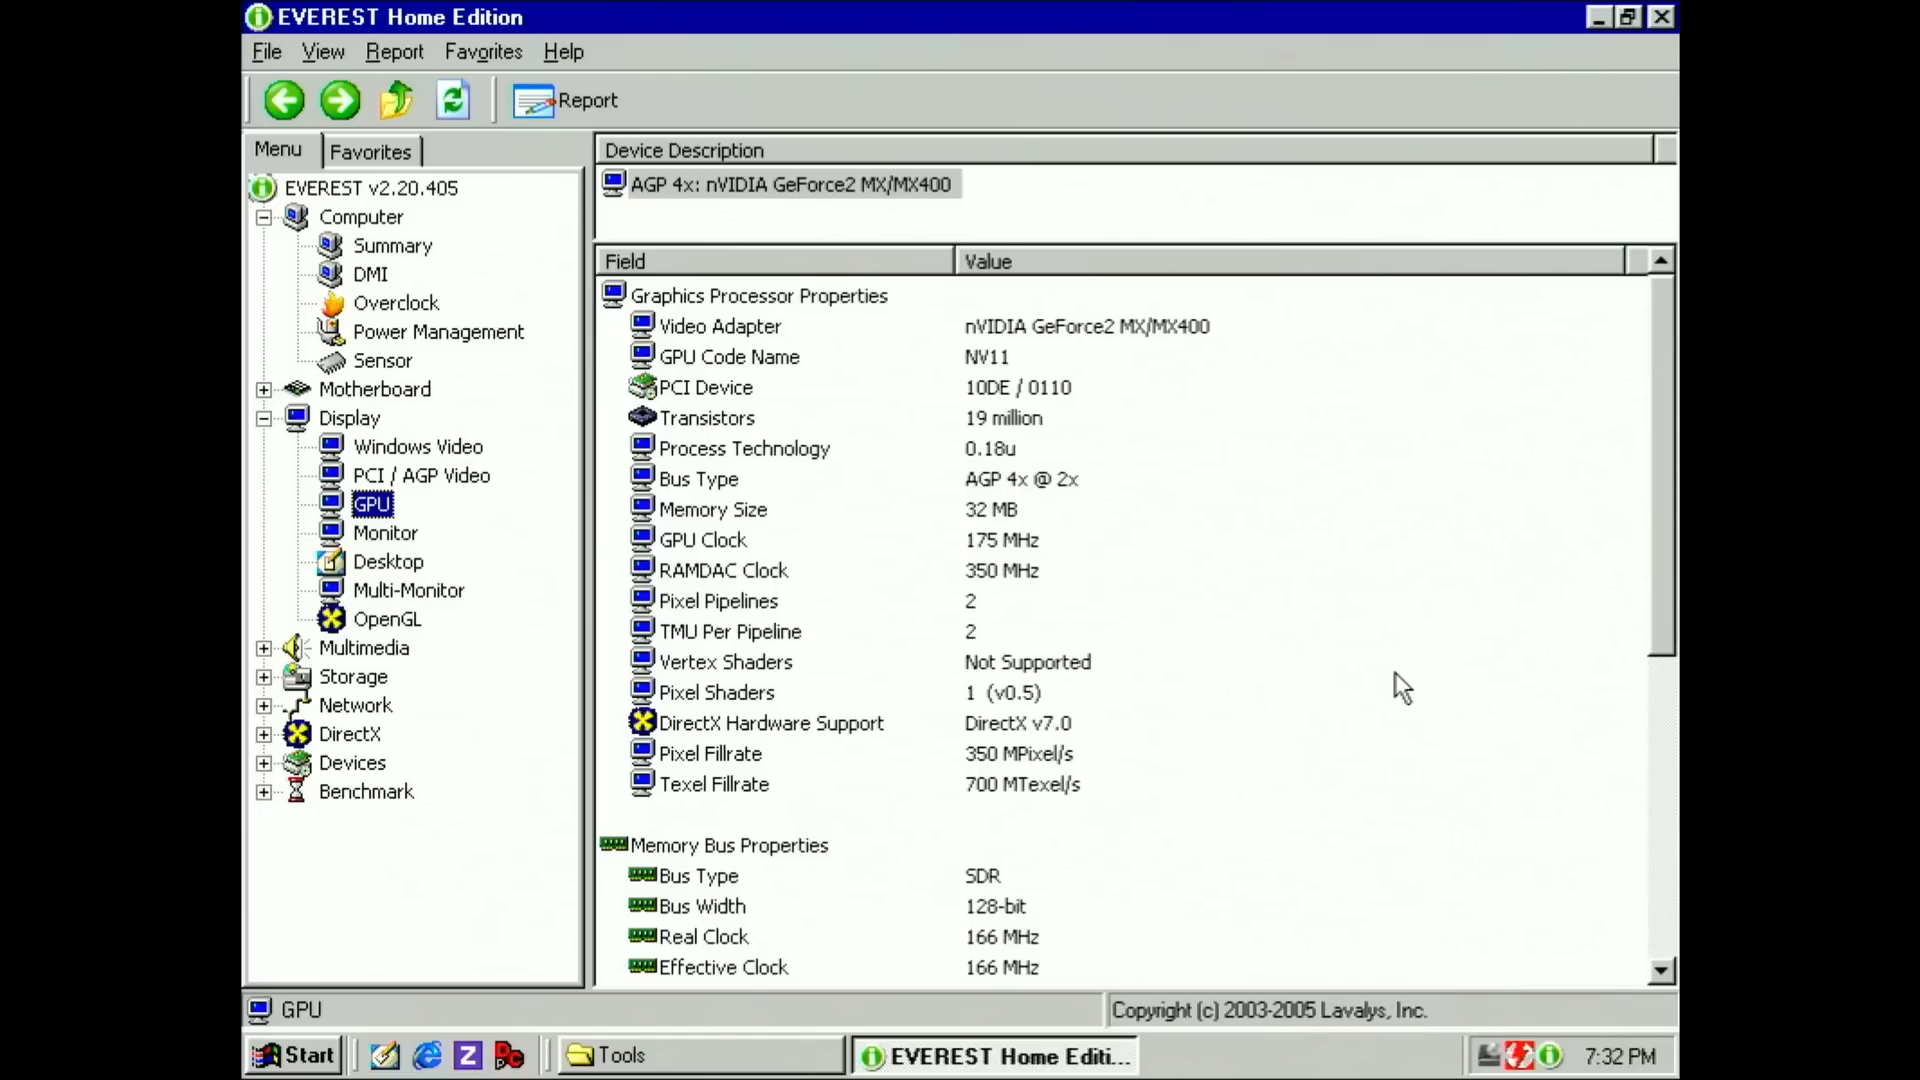 EVEREST Home Edition
File View Report Favorites Help
Report
Menu Favorites
EVEREST v2.20.405
Computer
Summary
DMI
Overclock
Power Management
Sensor
Motherboard
Display
Windows Video
PCI / AGP Video
GPU
Monitor
Desktop
Multi-Monitor
OpenGL
Multimedia
Storage
Network
DirectX
Devices
Benchmark
Device Description
AGP 4x: nVIDIA GeForce2 MX/MX400
Field Value
Graphics Processor Properties
Video Adapter nVIDIA GeForce2 MX/MX400
GPU Code Name NV11
PCI Device 10DE / 0110
Transistors 19 million
Process Technology 0.18u
Bus Type AGP 4x @ 2x
Memory Size 32 MB
GPU Clock 175 MHz
RAMDAC Clock 350 MHz
Pixel Pipelines 2
TMU Per Pipeline 2
Vertex Shaders Not Supported
Pixel Shaders 1 (v0.5)
DirectX Hardware Support DirectX v7.0
Pixel Fillrate 350 MPixel/s
Texel Fillrate 700 MTexel/s
Memory Bus Properties
Bus Type SDR
Bus Width 128-bit
Real Clock 166 MHz
Effective Clock 166 MHz
GPU Copyright (c) 2003-2005 Lavalys, Inc.
Start Z Tools EVEREST Home Editi... 7:32 PM